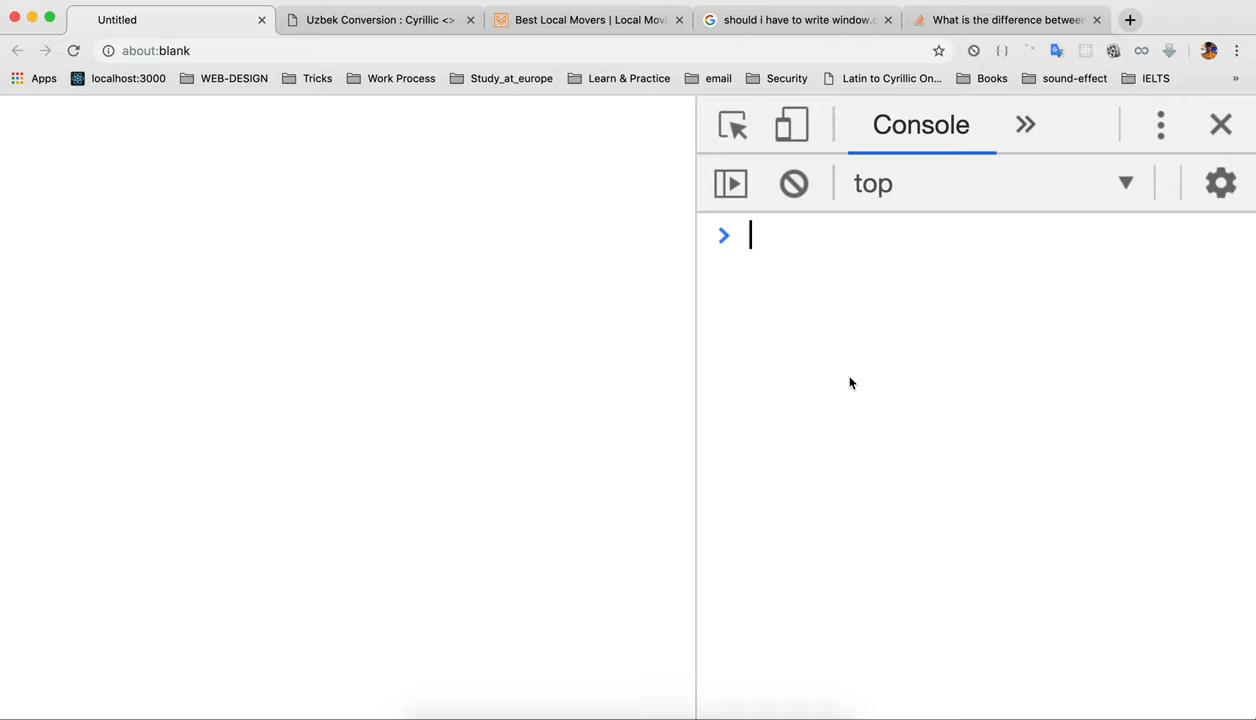 Untitled
Uzbek Conversion : Cyrillic <>
Best Local Movers | Local Movi
should i have to write window.c
What is the difference between
about:blank
Apps
localhost:3000
WEB-DESIGN
Tricks
Work Process
Study_at_europe
Learn & Practice
email
Security
Latin to Cyrillic On...
Books
sound-effect
IELTS
Console
top